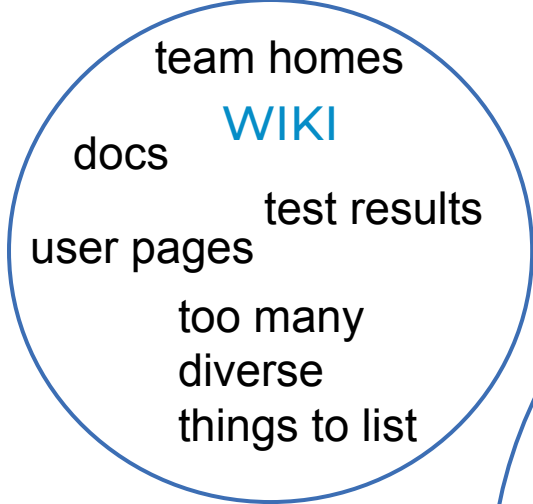 team homes
WIKI
docs
test results
user pages
too many
diverse
things to list